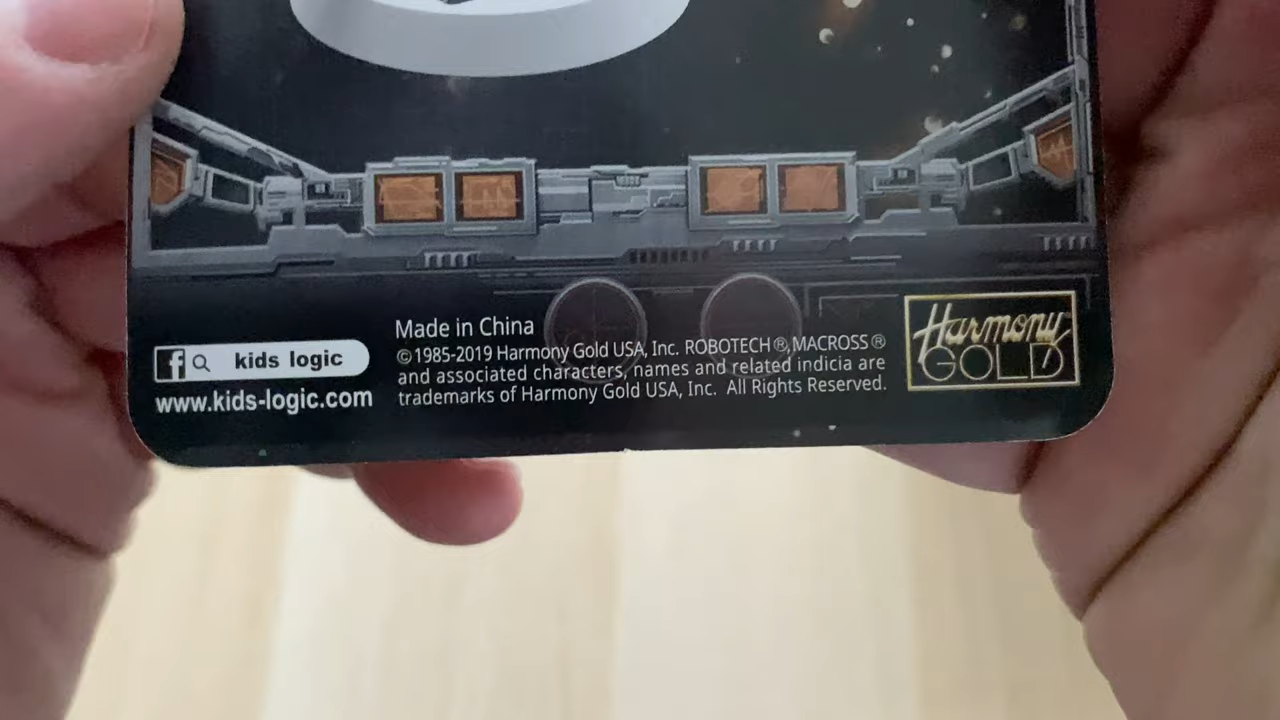 kids logic
www.kids-logic.com
Made in China
©1985-2019 Harmony Gold USA, Inc. ROBOTECH®, MACROSS®
and associated characters, names and related indicia are
trademarks of Harmony Gold USA, Inc. All Rights Reserved.
Harmony
GOLD